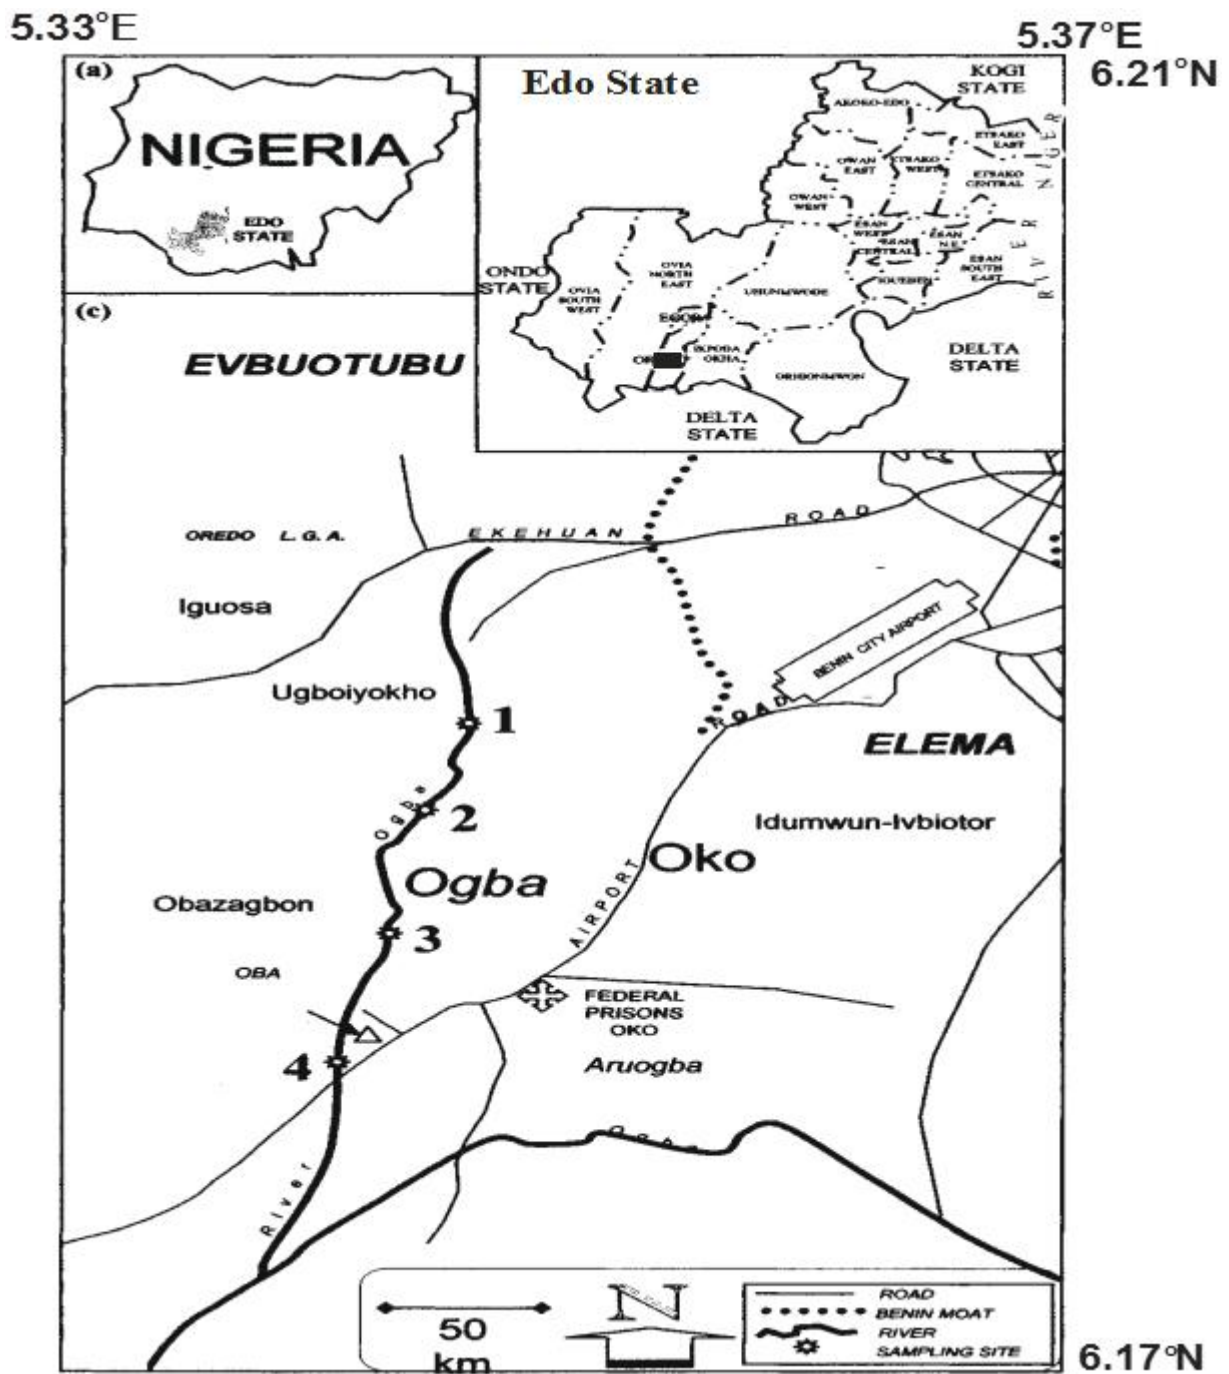 5.33°E
5.37°E
6.21°N
(a)
NIGERIA
EDO
STATE
Edo State
KOGI
STATE
AKOKO-EDO
ETSAKO
EAST
OWAN
EAST
ETSAKO
WEST
ETSAKO
CENTRAL
OWAN
WEST
ESAN
WEST
ESAN
CENTRAL
ESAN
N.E
ESAN
SOUTH
EAST
RIVER NIGER
ONDO
STATE
OVIA
NORTH
EAST
OVIA
SOUTH
WEST
UHUNMWODE
EGOR
IKPOBA
OKHA
ORIHONMWON
DELTA
STATE
DELTA
STATE
(c)
EVBUOTUBU
OREDO L.G.A.
EKEHUAN ROAD
Iguosa
BENIN CITY AIRPORT
Ugboiyokho
1
ROAD
ELEMA
2
Ogba
Idumwun-Ivbiotor
Oko
Ogba
AIRPORT
Obazagbon
3
OBA
FEDERAL
PRISONS
OKO
4
Aruogba
Ogba
River
50
km
N
ROAD
BENIN MOAT
RIVER
SAMPLING SITE
6.17°N